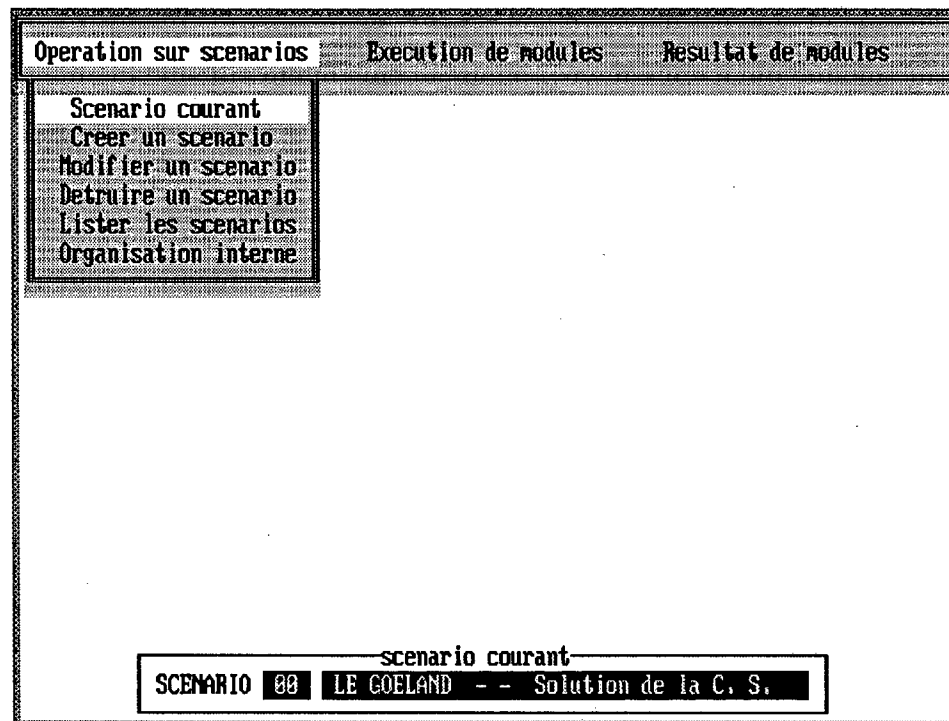 Operation sur scenarios Execution de modules Resultat de modules
Scenario courant
Creer un scenario
Modifier un scenario
Detruire un scenario
Lister les scenarios
Organisation interne
scenario courant
SCENARIO 00 LE GOELAND -- Solution de la C. S.